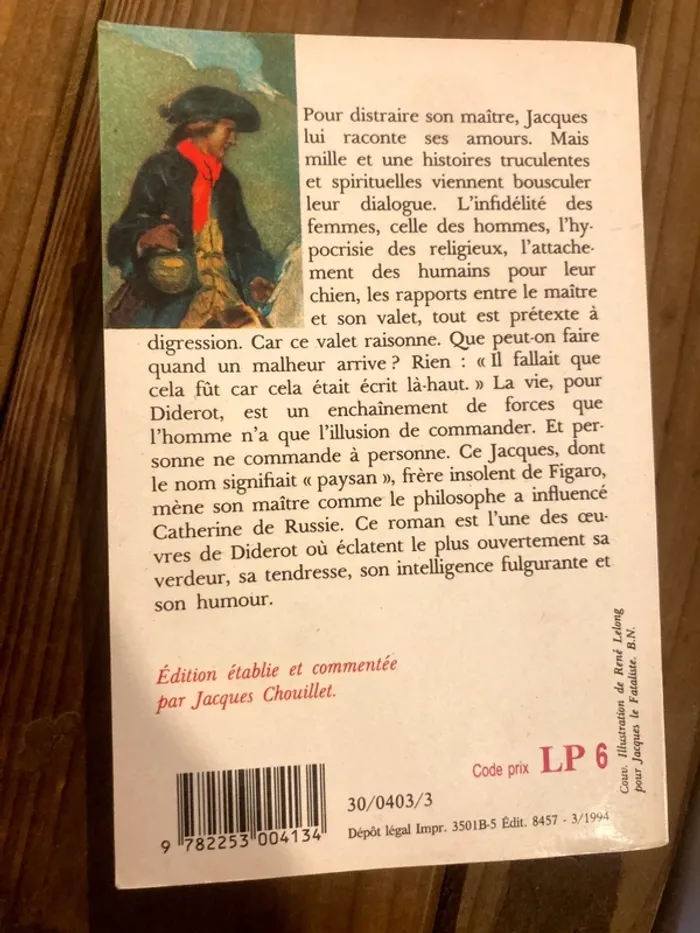 Pour distraire son maître, Jacques
lui raconte ses amours. Mais
mille et une histoires truculentes
et spirituelles viennent bousculer
leur dialogue. L'infidélité des
femmes, celle des hommes, l'hy-
pocrisie des religieux, l'attache-
ment des humains pour leur
chien, les rapports entre le maître
et son valet, tout est prétexte à
digression. Car ce valet raisonne. Que peut-on faire
quand un malheur arrive ? Rien : « Il fallait que
cela fût car cela était écrit là-haut. » La vie, pour
Diderot, est un enchaînement de forces que
l'homme n'a que l'illusion de commander. Et per-
sonne ne commande à personne. Ce Jacques, dont
le nom signifiait « paysan », frère insolent de Figaro,
mène son maître comme le philosophe a influencé
Catherine de Russie. Ce roman est l'une des œu-
vres de Diderot où éclatent le plus ouvertement sa
verdeur, sa tendresse, son intelligence fulgurante et
son humour.
Édition établie et commentée
par Jacques Chouillet.
Couv. Illustration de René Lelong
pour Jacques le Fataliste. B.N.
Code prix LP 6
30/0403/3
9 782253 004134
Dépôt légal Impr. 3501B-5 Édit. 8457 - 3/1994